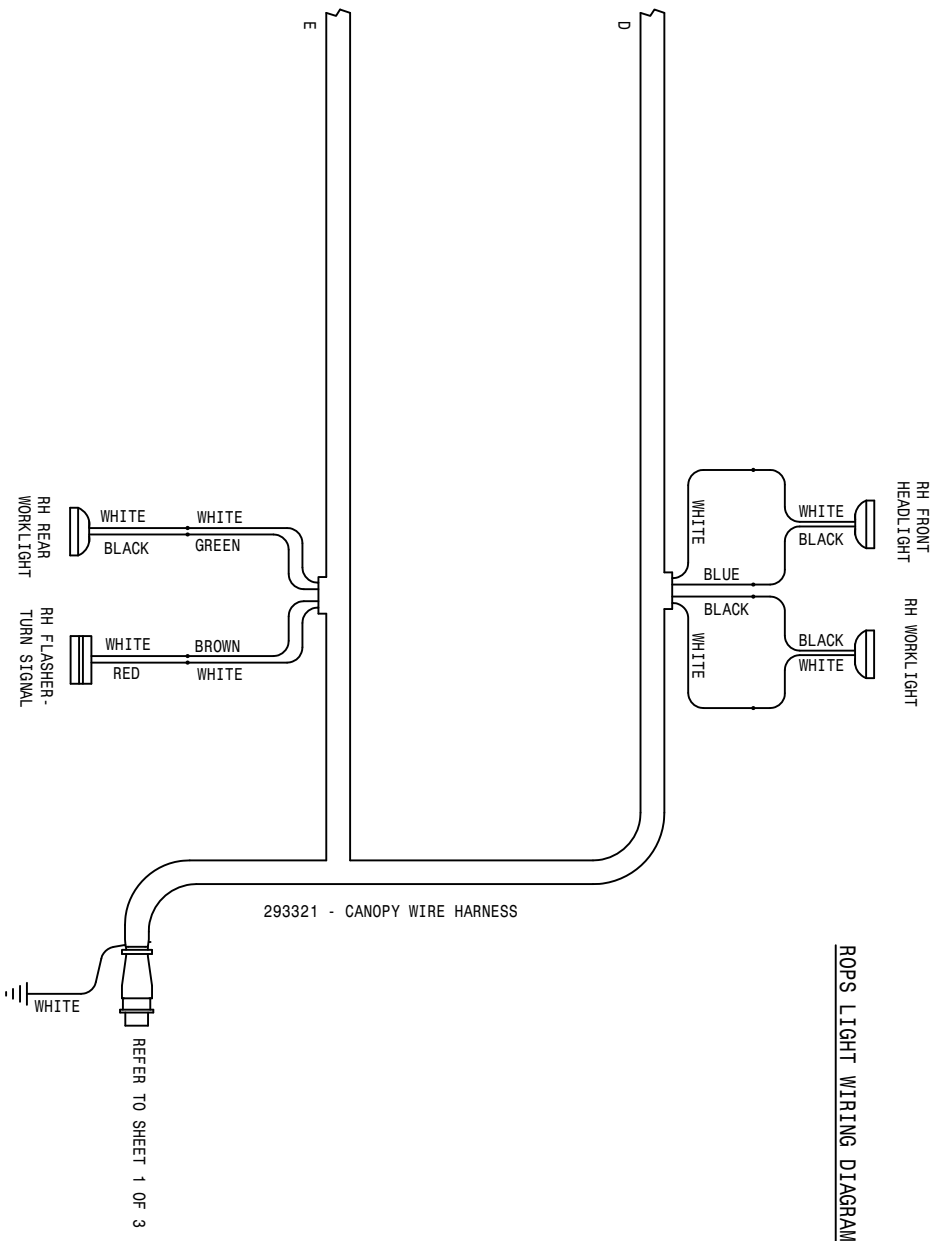 ROPS LIGHT WIRING DIAGRAM
E
D
RH FRONT
HEADLIGHT
WHITE
BLACK
WHITE
BLUE
RH WORKLIGHT
BLACK
WHITE
BLACK
WHITE
RH REAR
WORKLIGHT
WHITE
BLACK
WHITE
GREEN
RH FLASHER-
TURN SIGNAL
WHITE
RED
BROWN
WHITE
293321 - CANOPY WIRE HARNESS
WHITE
REFER TO SHEET 1 OF 3